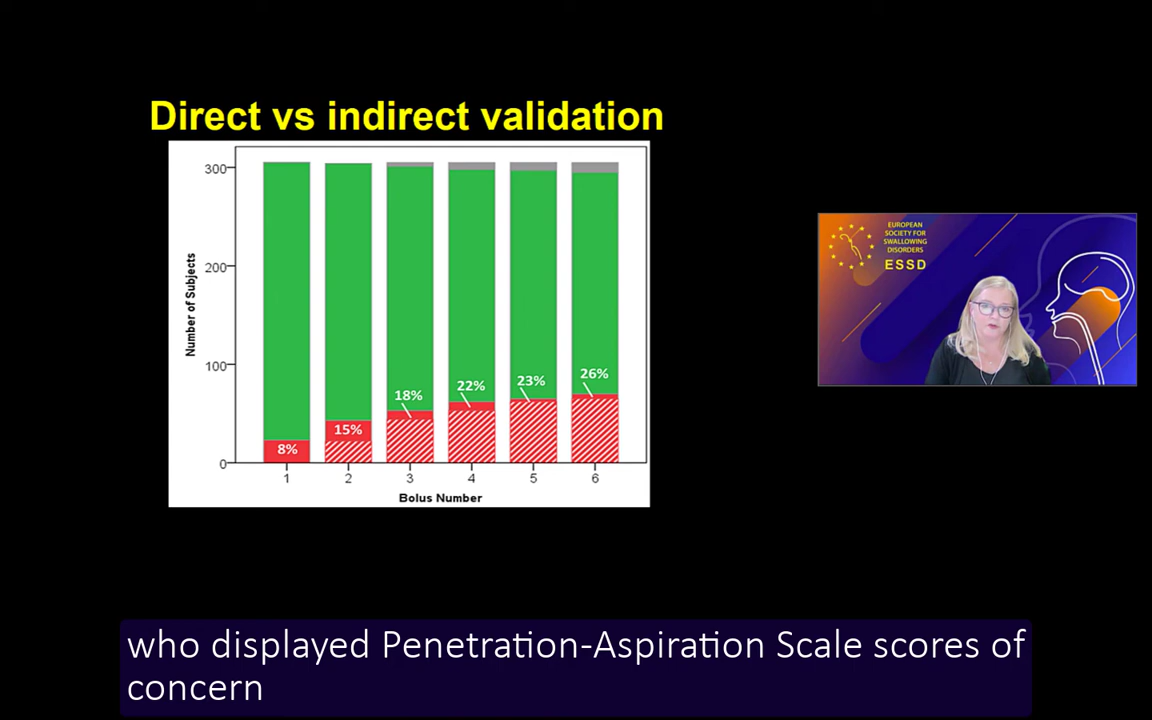 Direct vs indirect validation
300
200
100
0
Number of Subjects
8%
15%
18%
22%
23%
26%
1 2 3 4 5 6
Bolus Number
EUROPEAN
SOCIETY FOR
SWALLOWING
DISORDERS
ESSD
who displayed Penetration-Aspiration Scale scores of
concern